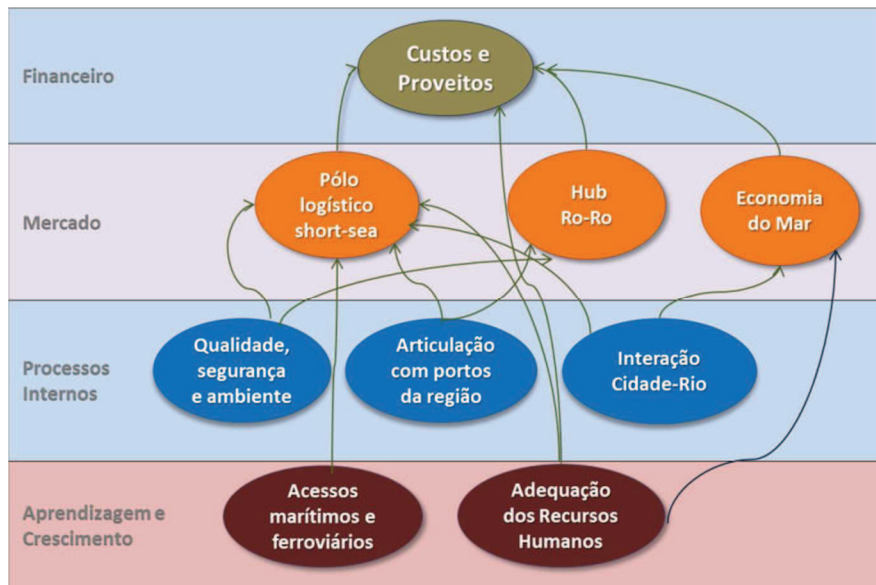 Financeiro
Custos e
Proveitos
Mercado
Pólo
logístico
short-sea
Hub
Ro-Ro
Economia
do Mar
Processos
Internos
Qualidade,
segurança
e ambiente
Articulação
com portos
da região
Interação
Cidade-Rio
Aprendizagem e
Crescimento
Acessos
marítimos e
ferroviários
Adequação
dos Recursos
Humanos